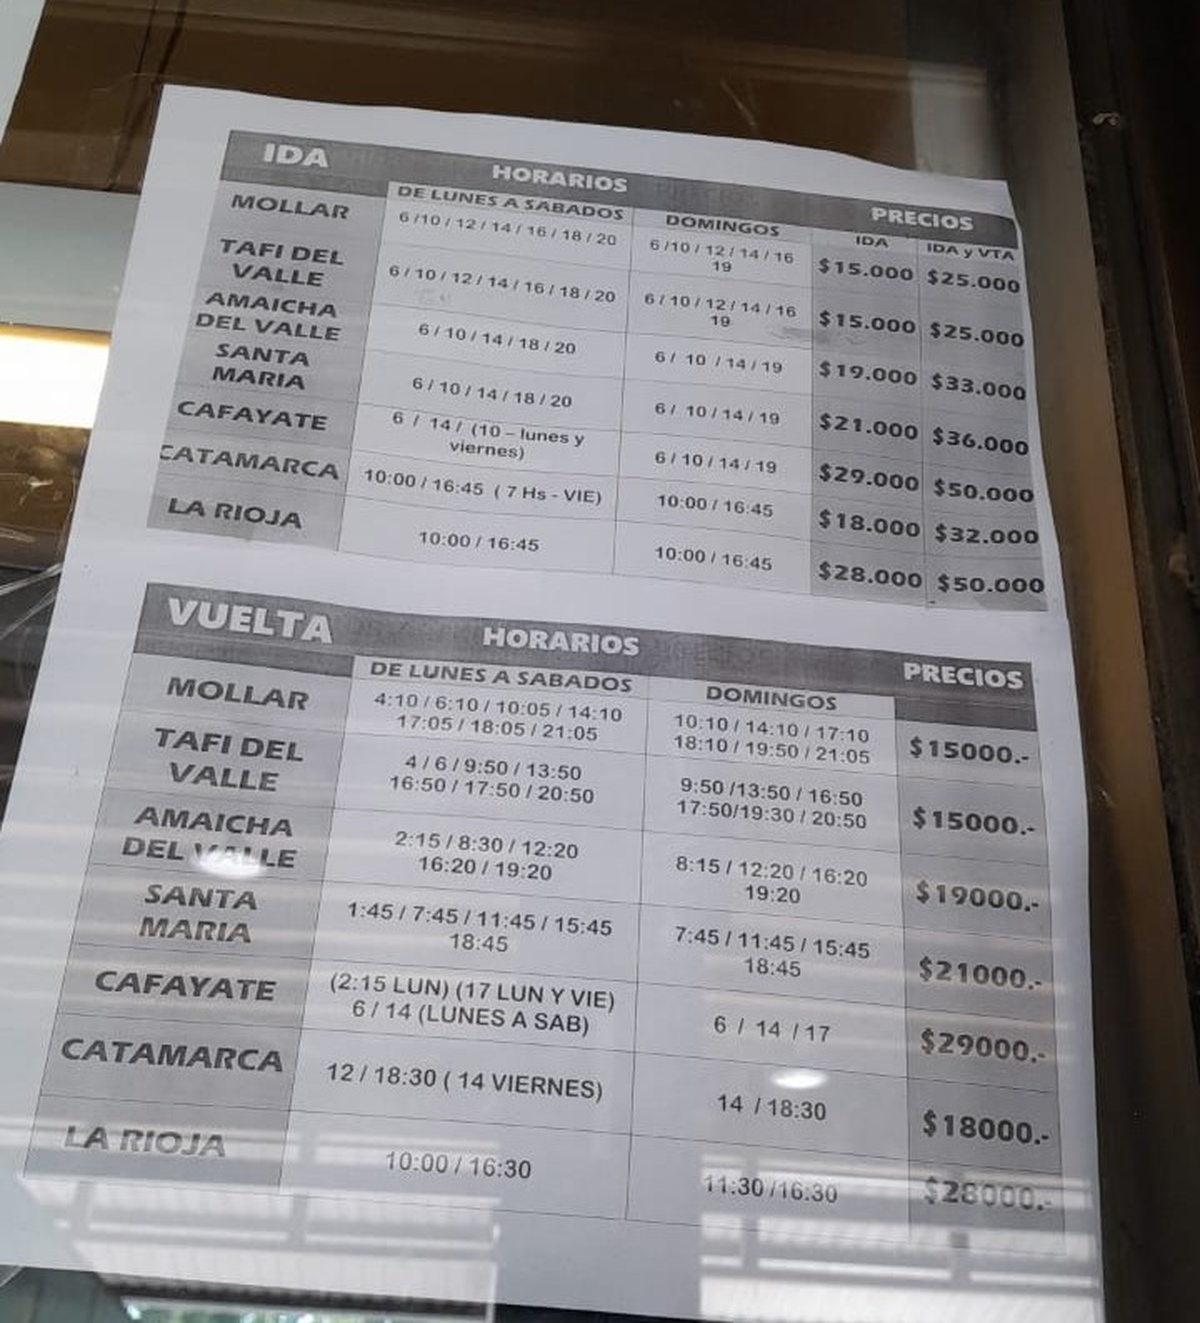 IDA HORARIOS PRECIOS
DE LUNES A SABADOS DOMINGOS IDA IDA y VTA
MOLLAR 6 /10 / 12 / 14 / 16 / 18 / 20 6 /10 / 12 / 14 / 16 $15.000 $25.000
19
TAFI DEL 6 / 10 / 12 / 14 / 16 / 18 / 20 6 / 10 / 12 / 14 / 16 $15.000 $25.000
VALLE 19
AMAICHA 6 / 10 / 14 / 18 / 20 6 / 10 / 14 / 19 $19.000 $33.000
DEL VALLE
SANTA 6 / 10 / 14 / 18 / 20 6 / 10 / 14 / 19 $21.000 $36.000
MARIA
CAFAYATE 6 / 14 / (10 – lunes y 6 / 10 / 14 / 19 $29.000 $50.000
viernes)
CATAMARCA 10:00 / 16:45 ( 7 Hs - VIE) 10:00 / 16:45 $18.000 $32.000
LA RIOJA 10:00 / 16:45 10:00 / 16:45 $28.000 $50.000
VUELTA HORARIOS PRECIOS
DE LUNES A SABADOS DOMINGOS
MOLLAR 4:10 / 6:10 / 10:05 / 14:10 10:10 / 14:10 / 17:10 $15000.-
17:05 / 18:05 / 21:05 18:10 / 19:50 / 21:05
TAFI DEL 4 / 6 / 9:50 / 13:50 9:50 /13:50 / 16:50 $15000.-
VALLE 16:50 / 17:50 / 20:50 17:50/19:30 / 20:50
AMAICHA 2:15 / 8:30 / 12:20 8:15 / 12:20 / 16:20 $19000.-
DEL VALLE 16:20 / 19:20 19:20
SANTA 1:45 / 7:45 / 11:45 / 15:45 7:45 / 11:45 / 15:45 $21000.-
MARIA 18:45 18:45
CAFAYATE (2:15 LUN) (17 LUN Y VIE) 6 / 14 / 17 $29000.-
6 / 14 (LUNES A SAB)
CATAMARCA 12 / 18:30 ( 14 VIERNES) 14 / 18:30 $18000.-
LA RIOJA 10:00 / 16:30 11:30 /16:30 $28000.-